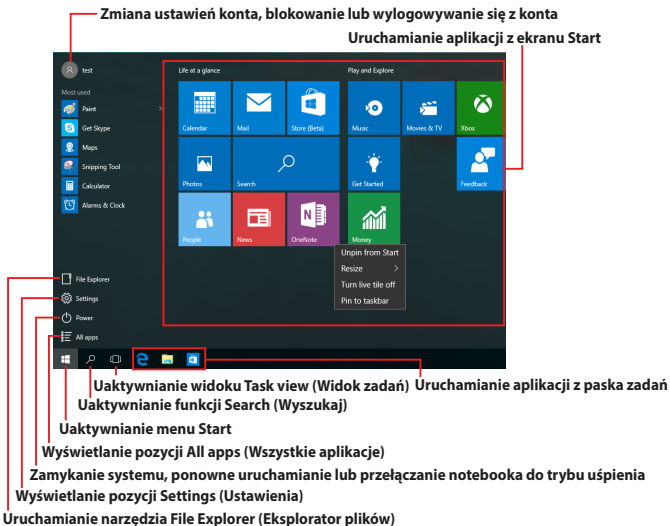 Zmiana ustawień konta, blokowanie lub wylogowywanie się z konta
Uruchamianie aplikacji z ekranu Start
test
Most used
Paint
Get Skype
Maps
Snipping Tool
Calculator
Alarms & Clock
File Explorer
Settings
Power
All apps
Life at a glance
Play and Explore
Calendar
Mail
Store (Beta)
Music
Movies & TV
Xbox
Photos
Search
Get Started
Feedback
People
News
OneNote
Money
Unpin from Start
Resize
Turn live tile off
Pin to taskbar
Uaktywnianie widoku Task view (Widok zadań)
Uruchamianie aplikacji z paska zadań
Uaktywnianie funkcji Search (Wyszukaj)
Uaktywnianie menu Start
Wyświetlanie pozycji All apps (Wszystkie aplikacje)
Zamykanie systemu, ponowne uruchamianie lub przełączanie notebooka do trybu uśpienia
Wyświetlanie pozycji Settings (Ustawienia)
Uruchamianie narzędzia File Explorer (Eksplorator plików)